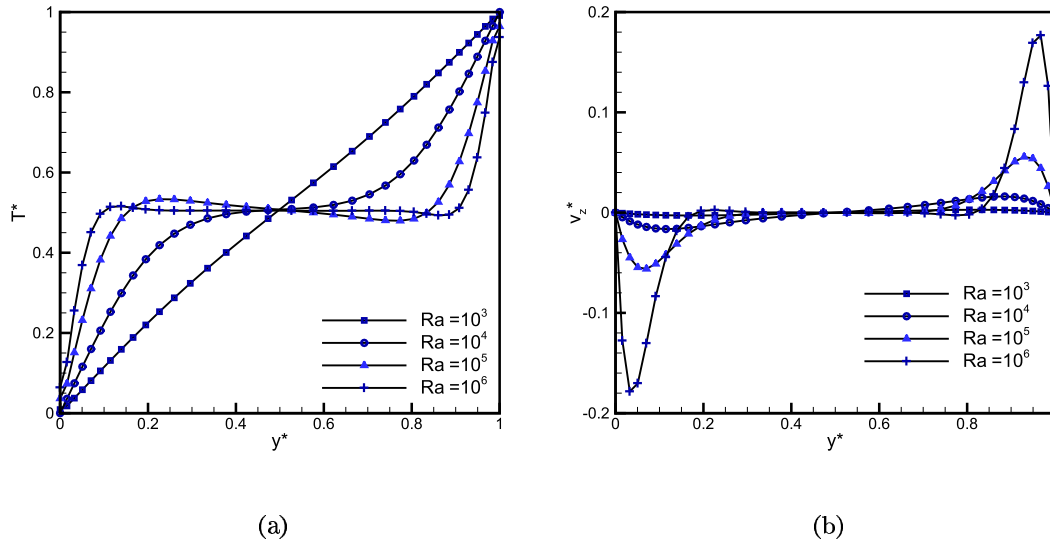 T*
1
0.8
0.6
0.4
0.2
0
0
0.2
0.4
0.6
0.8
1
y*
Ra =10³
Ra =10⁴
Ra =10⁵
Ra =10⁶
(a)
v_z*
0.2
0.1
0
-0.1
-0.2
0
0.2
0.4
0.6
0.8
y*
Ra =10³
Ra =10⁴
Ra =10⁵
Ra =10⁶
(b)